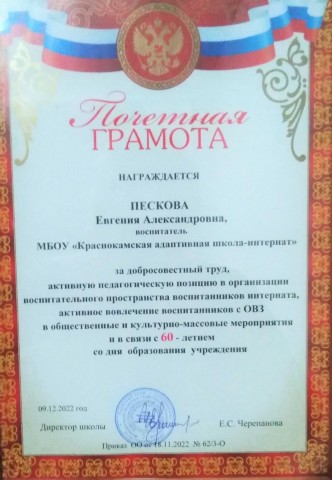 Почетная
ГРАМОТА
НАГРАЖДАЕТСЯ
ПЕСКОВА
Евгения Александровна,
воспитатель
МБОУ «Краснокамская адаптивная школа-интернат»
за добросовестный труд,
активную педагогическую позицию в организации
воспитательного пространства воспитанников интерната,
активное вовлечение воспитанников с ОВЗ
в общественные и культурно-массовые мероприятия
и в связи с 60 - летием
со дня образования учреждения
09.12.2022 год
Директор школы Е.С. Черепанова
Приказ ОО от 18.11.2022 № 62/3-О